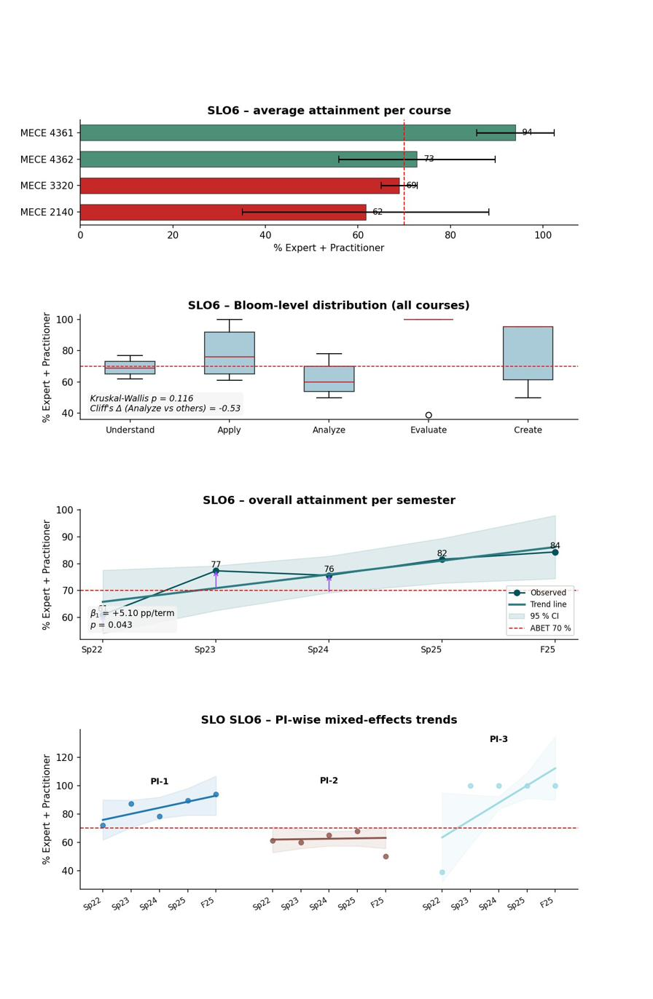 SLO6 – average attainment per course
MECE 4361
94
MECE 4362
73
MECE 3320
69
MECE 2140
62
0 20 40 60 80 100
% Expert + Practitioner
SLO6 – Bloom-level distribution (all courses)
% Expert + Practitioner
100
80
60
40
Kruskal-Wallis p = 0.116
Cliff's Δ (Analyze vs others) = -0.53
Understand Apply Analyze Evaluate Create
SLO6 – overall attainment per semester
% Expert + Practitioner
100
90
80
70
60
61
77
76
82
84
β1 = +5.10 pp/term
p = 0.043
Observed
Trend line
95 % CI
ABET 70 %
Sp22 Sp23 Sp24 Sp25 F25
SLO SLO6 – PI-wise mixed-effects trends
% Expert + Practitioner
120
100
80
60
40
PI-1
PI-2
PI-3
Sp22 Sp23 Sp24 Sp25 F25 Sp22 Sp23 Sp24 Sp25 F25 Sp22 Sp23 Sp24 Sp25 F25